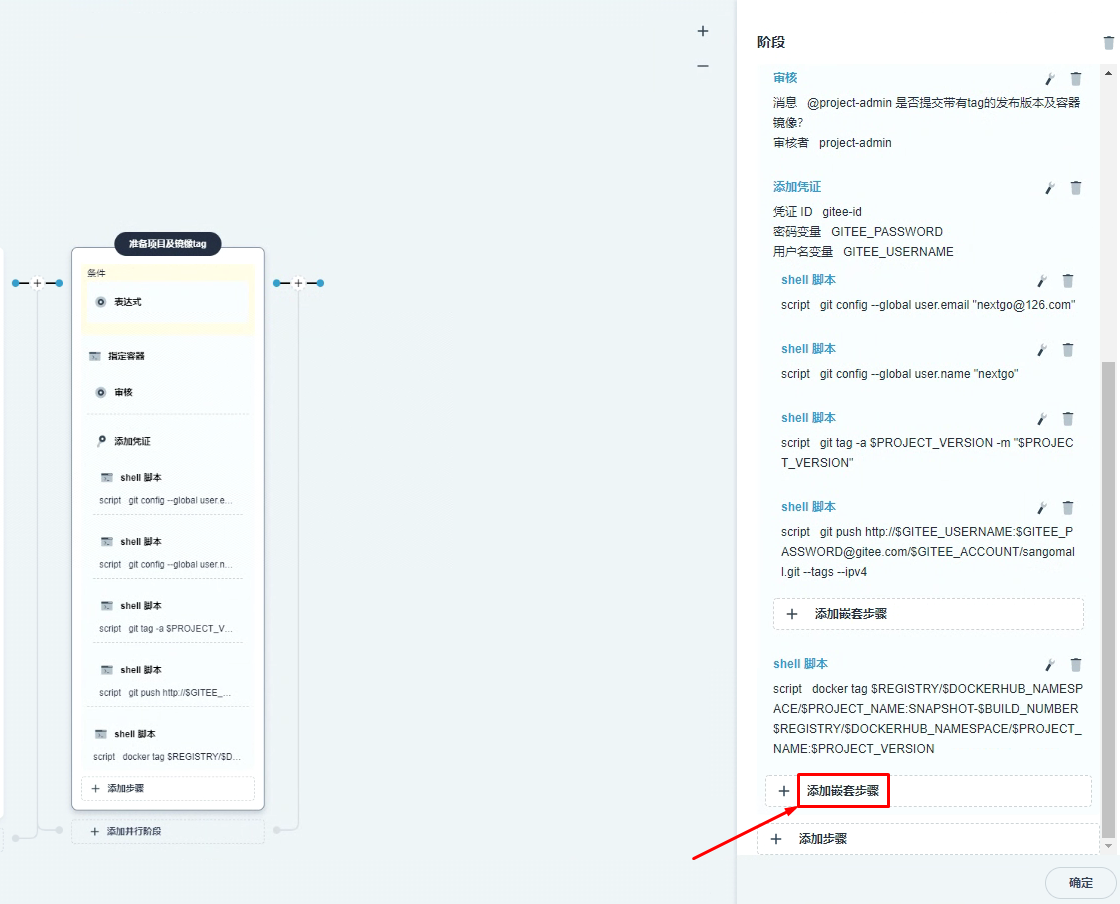 准备项目及镜像tag
条件
表达式
指定容器
审核
添加凭证
shell 脚本
script git config --global user.e...
shell 脚本
script git config --global user.n...
shell 脚本
script git tag -a $PROJECT_V...
shell 脚本
script git push http://$GITEE_...
shell 脚本
script docker tag $REGISTRY/$D...
+ 添加步骤
+ 添加并行阶段
阶段
审核
消息 @project-admin 是否提交带有tag的发布版本及容器
镜像?
审核者 project-admin
添加凭证
凭证 ID gitee-id
密码变量 GITEE_PASSWORD
用户名变量 GITEE_USERNAME
shell 脚本
script git config --global user.email "nextgo@126.com"
shell 脚本
script git config --global user.name "nextgo"
shell 脚本
script git tag -a $PROJECT_VERSION -m "$PROJEC
T_VERSION"
shell 脚本
script git push http://$GITEE_USERNAME:$GITEE_P
ASSWORD@gitee.com/$GITEE_ACCOUNT/sangomal
l.git --tags --ipv4
+ 添加嵌套步骤
shell 脚本
script docker tag $REGISTRY/$DOCKERHUB_NAMESP
ACE/$PROJECT_NAME:SNAPSHOT-$BUILD_NUMBER
$REGISTRY/$DOCKERHUB_NAMESPACE/$PROJECT_
NAME:$PROJECT_VERSION
+ 添加嵌套步骤
+ 添加步骤
确定